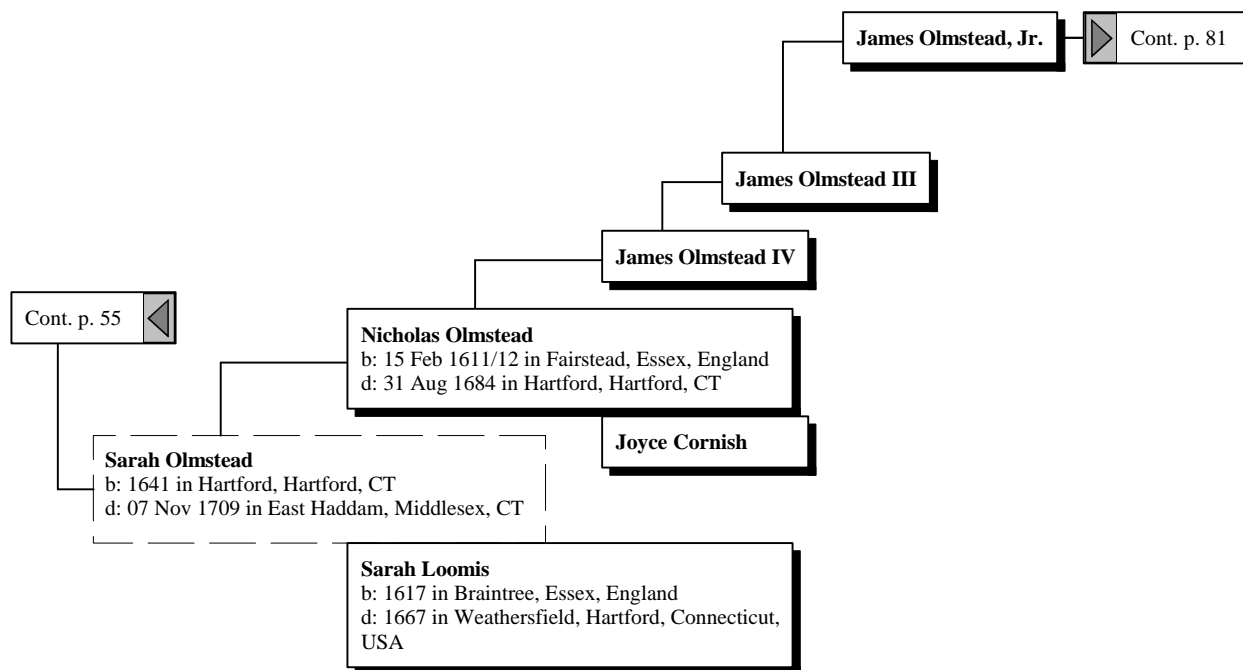 James Olmstead, Jr.
Cont. p. 81
James Olmstead III
James Olmstead IV
Cont. p. 55
Nicholas Olmstead
b: 15 Feb 1611/12 in Fairstead, Essex, England
d: 31 Aug 1684 in Hartford, Hartford, CT
Joyce Cornish
Sarah Olmstead
b: 1641 in Hartford, Hartford, CT
d: 07 Nov 1709 in East Haddam, Middlesex, CT
Sarah Loomis
b: 1617 in Braintree, Essex, England
d: 1667 in Weathersfield, Hartford, Connecticut,
USA